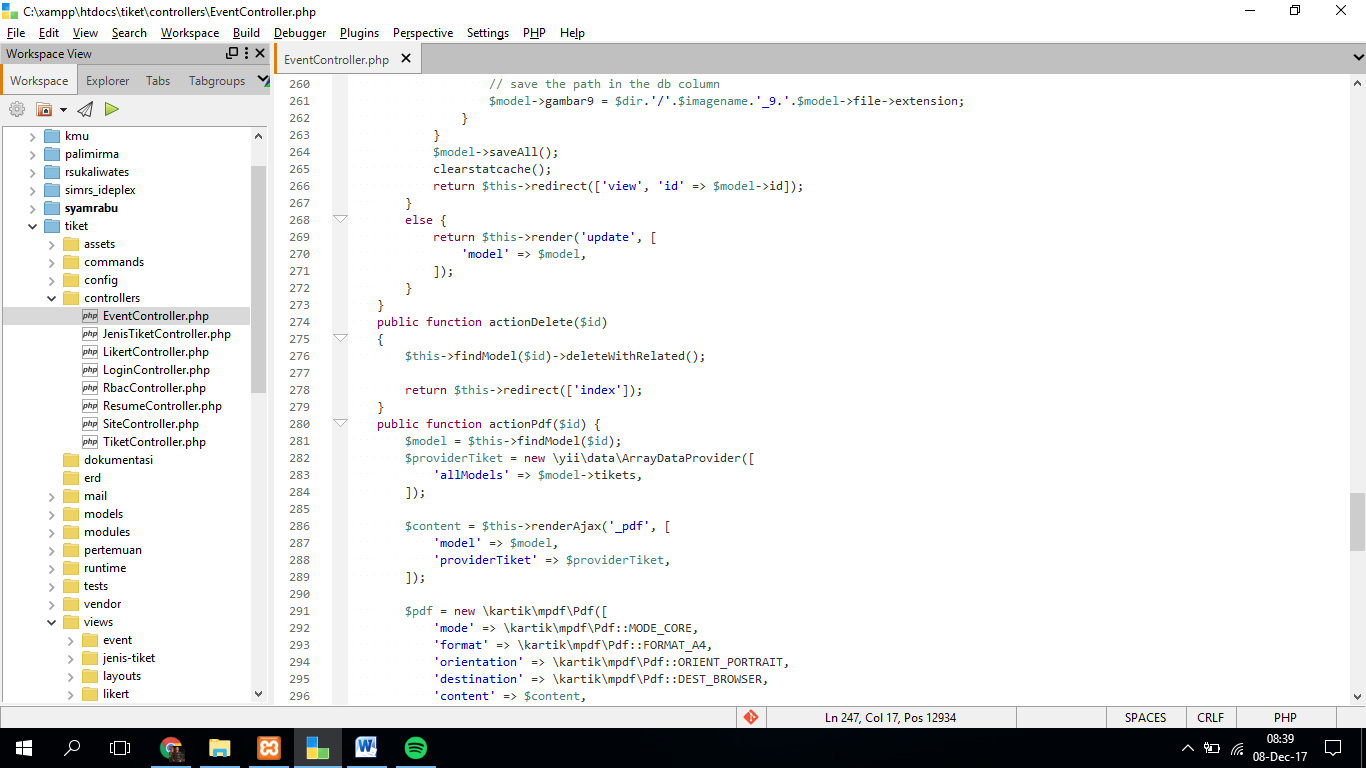 C:\xampp\htdocs\tiket\controllers\EventController.php
File Edit View Search Workspace Build Debugger Plugins Perspective Settings PHP Help
Workspace View
EventController.php
Workspace Explorer Tabs Tabgroups
kmu
palimirma
rsukaliwates
simrs_ideplex
syamrabu
tiket
assets
commands
config
controllers
php EventController.php
php JenisTiketController.php
php LikertController.php
php LoginController.php
php RbacController.php
php ResumeController.php
php SiteController.php
php TiketController.php
dokumentasi
erd
mail
models
modules
pertemuan
runtime
tests
vendor
views
event
jenis-tiket
layouts
likert
260 // save the path in the db column
261 $model->gambar9 = $dir.'/'.$imagename.'_9.'.$model->file->extension;
262 }
263 }
264 $model->saveAll();
265 clearstatcache();
266 return $this->redirect(['view', 'id' => $model->id]);
267 }
268 else {
269 return $this->render('update', [
270 'model' => $model,
271 ]);
272 }
273 }
274 public function actionDelete($id)
275 {
276 $this->findModel($id)->deleteWithRelated();
277
278 return $this->redirect(['index']);
279 }
280 public function actionPdf($id) {
281 $model = $this->findModel($id);
282 $providerTiket = new \yii\data\ArrayDataProvider([
283 'allModels' => $model->tikets,
284 ]);
285
286 $content = $this->renderAjax('_pdf', [
287 'model' => $model,
288 'providerTiket' => $providerTiket,
289 ]);
290
291 $pdf = new \kartik\mpdf\Pdf([
292 'mode' => \kartik\mpdf\Pdf::MODE_CORE,
293 'format' => \kartik\mpdf\Pdf::FORMAT_A4,
294 'orientation' => \kartik\mpdf\Pdf::ORIENT_PORTRAIT,
295 'destination' => \kartik\mpdf\Pdf::DEST_BROWSER,
296 'content' => $content,
Ln 247, Col 17, Pos 12934 SPACES CRLF PHP
08:39
08-Dec-17